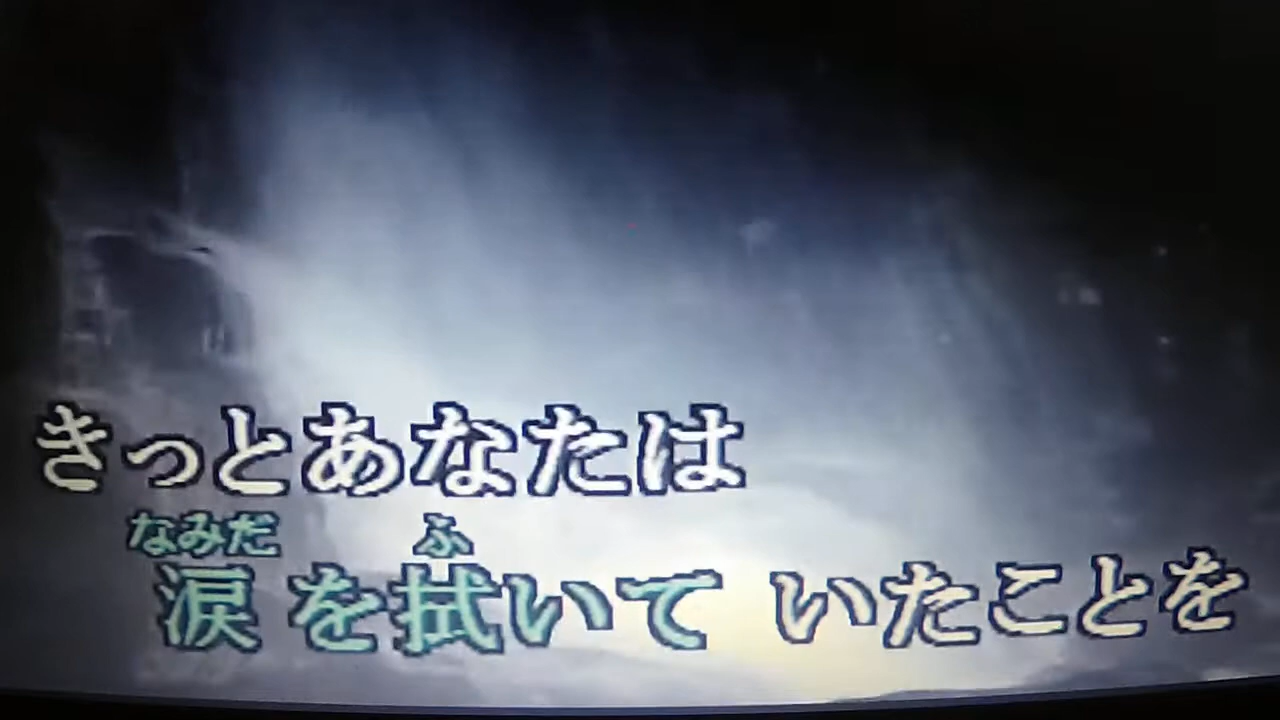 きっとあなたは
なみだ ふ
涙を拭いて いたことを